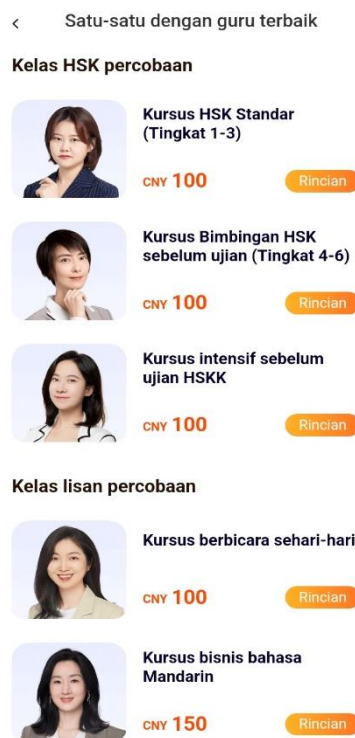 Satu-satu dengan guru terbaik
Kelas HSK percobaan
Kursus HSK Standar
(Tingkat 1-3)
CNY 100
Rincian
Kursus Bimbingan HSK
sebelum ujian (Tingkat 4-6)
CNY 100
Rincian
Kursus intensif sebelum
ujian HSKK
CNY 100
Rincian
Kelas lisan percobaan
Kursus berbicara sehari-hari
CNY 100
Rincian
Kursus bisnis bahasa
Mandarin
CNY 150
Rincian